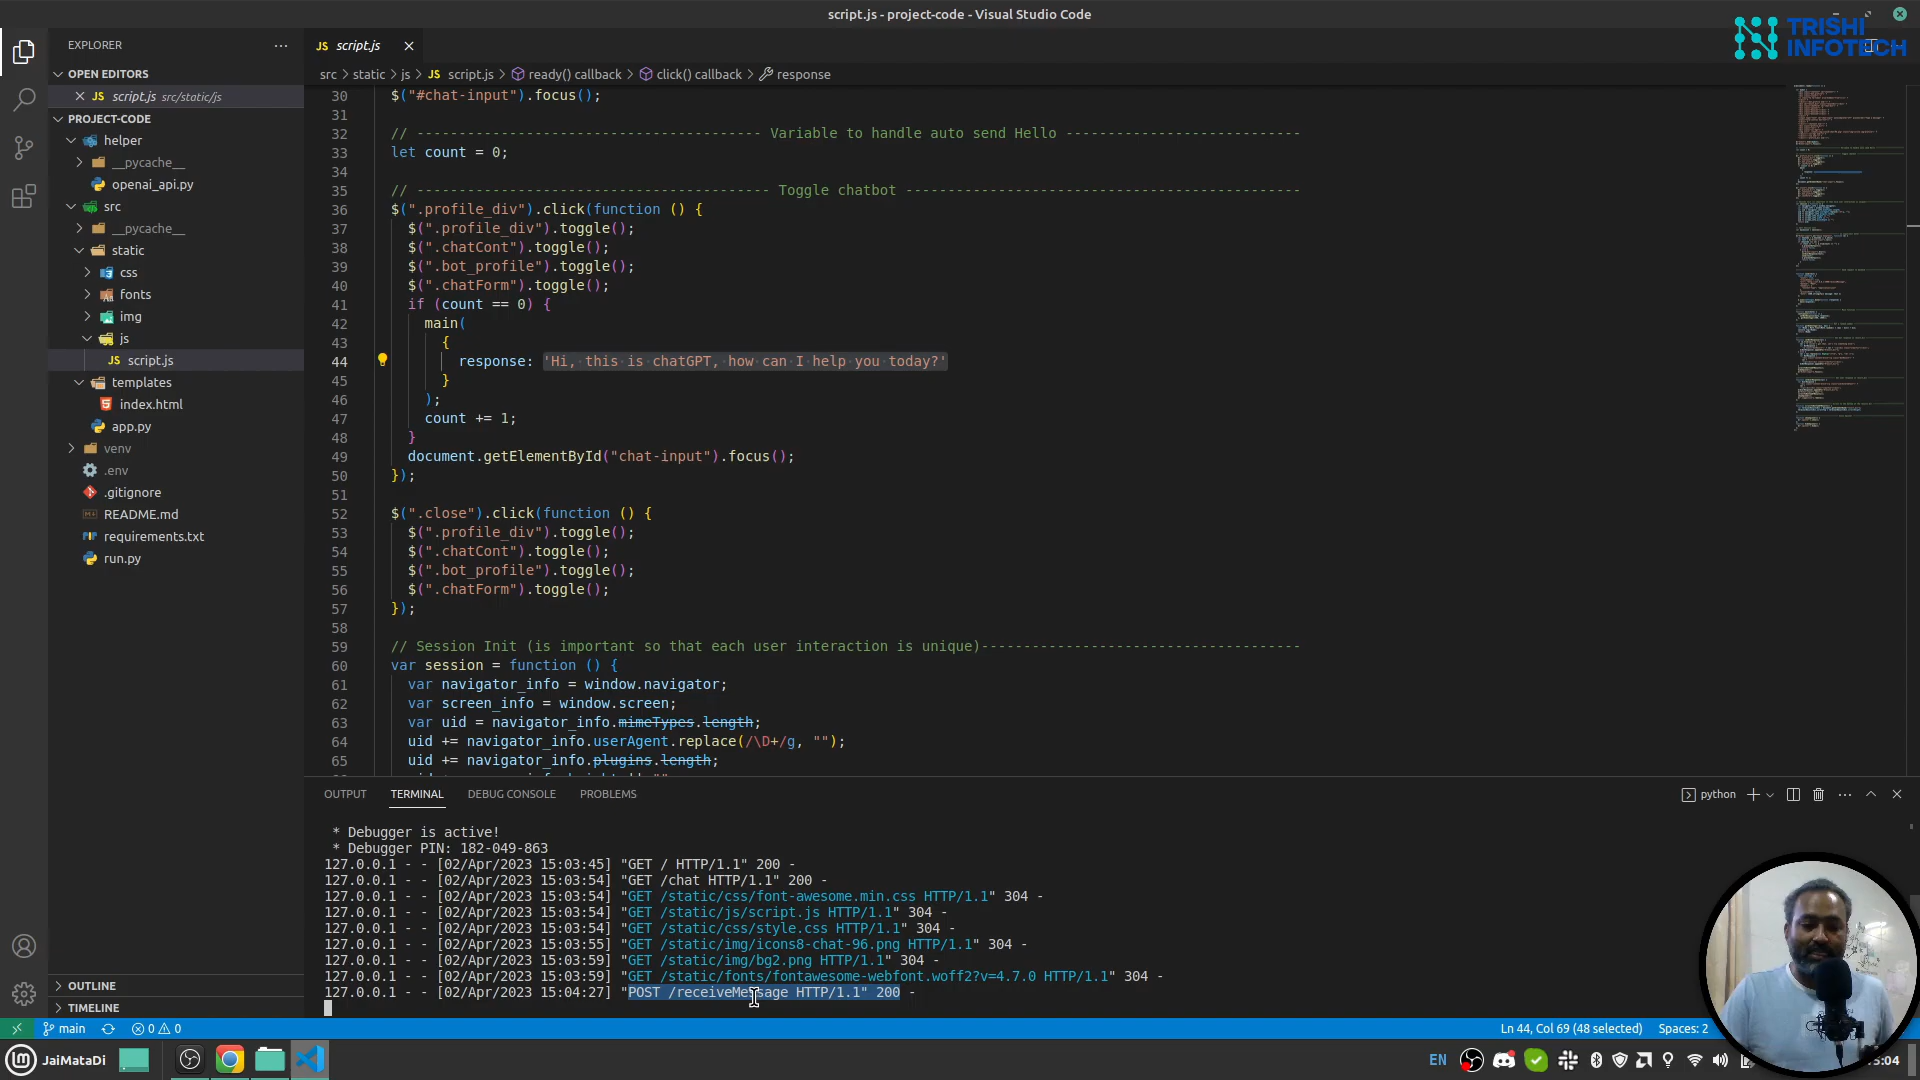 script.js - project-code - Visual Studio Code
TRISHI
INFOTECH
EXPLORER
JS script.js
OPEN EDITORS
JS script.js src/static/js
src > static > js > JS script.js > ready() callback > click() callback > response
PROJECT-CODE
helper
__pycache__
openai_api.py
src
__pycache__
static
css
fonts
img
js
JS script.js
templates
index.html
app.py
venv
.env
.gitignore
README.md
requirements.txt
run.py
OUTLINE
TIMELINE
30 $("#chat-input").focus();
31
32 // ----------------------------------------- Variable to handle auto send Hello ----------------------------
33 let count = 0;
34
35 // ------------------------------------------ Toggle chatbot -----------------------------------------------
36 $(".profile_div").click(function () {
37 $(".profile_div").toggle();
38 $(".chatCont").toggle();
39 $(".bot_profile").toggle();
40 $(".chatForm").toggle();
41 if (count == 0) {
42 main(
43 {
44 response: 'Hi, this is chatGPT, how can I help you today?'
45 }
46 );
47 count += 1;
48 }
49 document.getElementById("chat-input").focus();
50 });
51
52 $(".close").click(function () {
53 $(".profile_div").toggle();
54 $(".chatCont").toggle();
55 $(".bot_profile").toggle();
56 $(".chatForm").toggle();
57 });
58
59 // Session Init (is important so that each user interaction is unique)--------------------------------------
60 var session = function () {
61 var navigator_info = window.navigator;
62 var screen_info = window.screen;
63 var uid = navigator_info.mimeTypes.length;
64 uid += navigator_info.userAgent.replace(/\D+/g, "");
65 uid += navigator_info.plugins.length;
OUTPUT TERMINAL DEBUG CONSOLE PROBLEMS python
* Debugger is active!
* Debugger PIN: 182-049-863
127.0.0.1 - - [02/Apr/2023 15:03:45] "GET / HTTP/1.1" 200 -
127.0.0.1 - - [02/Apr/2023 15:03:54] "GET /chat HTTP/1.1" 200 -
127.0.0.1 - - [02/Apr/2023 15:03:54] "GET /static/css/font-awesome.min.css HTTP/1.1" 304 -
127.0.0.1 - - [02/Apr/2023 15:03:54] "GET /static/js/script.js HTTP/1.1" 304 -
127.0.0.1 - - [02/Apr/2023 15:03:54] "GET /static/css/style.css HTTP/1.1" 304 -
127.0.0.1 - - [02/Apr/2023 15:03:55] "GET /static/img/icons8-chat-96.png HTTP/1.1" 304 -
127.0.0.1 - - [02/Apr/2023 15:03:59] "GET /static/img/bg2.png HTTP/1.1" 304 -
127.0.0.1 - - [02/Apr/2023 15:03:59] "GET /static/fonts/fontawesome-webfont.woff2?v=4.7.0 HTTP/1.1" 304 -
127.0.0.1 - - [02/Apr/2023 15:04:27] "POST /receiveMessage HTTP/1.1" 200 -
main 0 0 Ln 44, Col 69 (48 selected) Spaces: 2
JaiMataDi EN :04